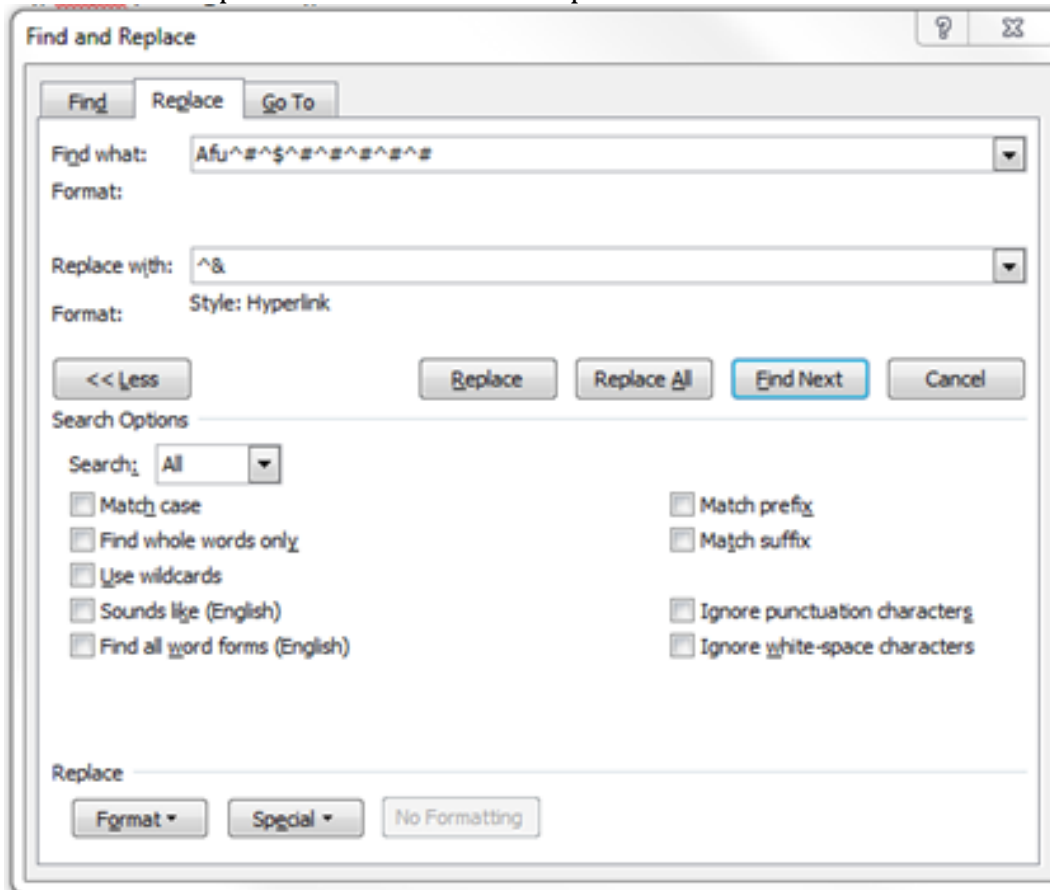 Find and Replace
Find Replace Go To
Find what: Afu^#^$^#^#^#^#^#
Format:
Replace with: ^&
Style: Hyperlink
Format:
<< Less Replace Replace All Find Next Cancel
Search Options
Search: All
Match case Match prefix
Find whole words only Match suffix
Use wildcards
Sounds like (English) Ignore punctuation characters
Find all word forms (English) Ignore white-space characters
Replace
Format Special No Formatting